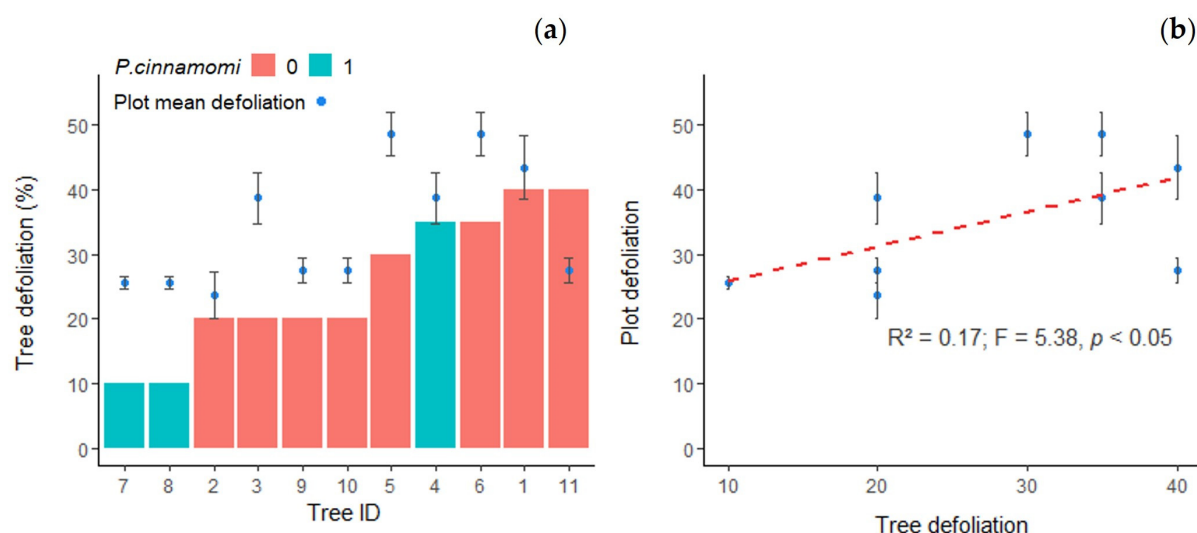 (a)
P.cinnamomi 0 1
Plot mean defoliation
Tree defoliation (%)
50
40
30
20
10
0
7 8 2 3 9 10 5 4 6 1 11
Tree ID
(b)
Plot defoliation
50
40
30
20
10
0
R² = 0.17; F = 5.38, p < 0.05
10 20 30 40
Tree defoliation